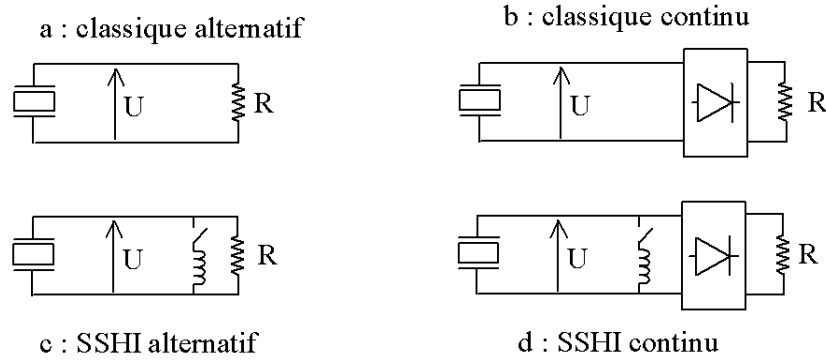 a : classique alternatif
b : classique continu
U
R
U
R
U
R
U
R
c : SSHI alternatif
d : SSHI continu